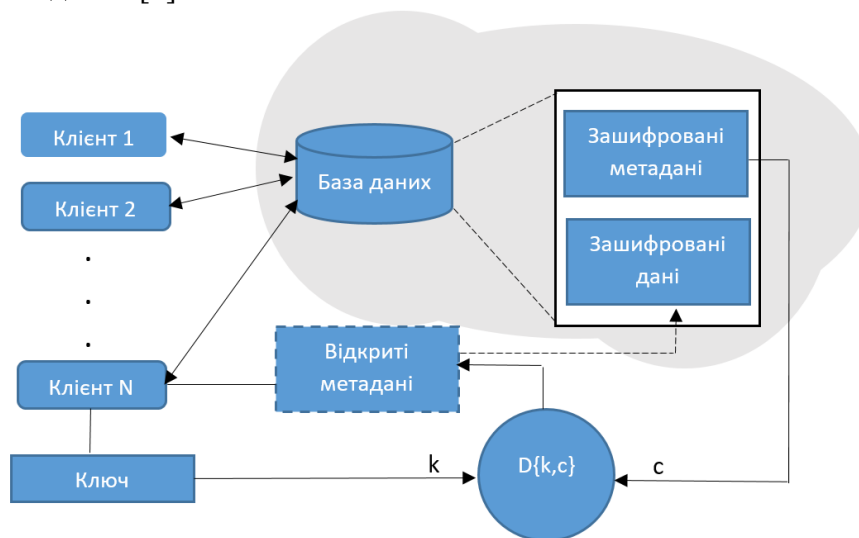 Клієнт 1
Клієнт 2
.
.
.
Клієнт N
Ключ
База даних
Зашифровані
метадані
Зашифровані
дані
Відкриті
метадані
k
D{k,c}
c